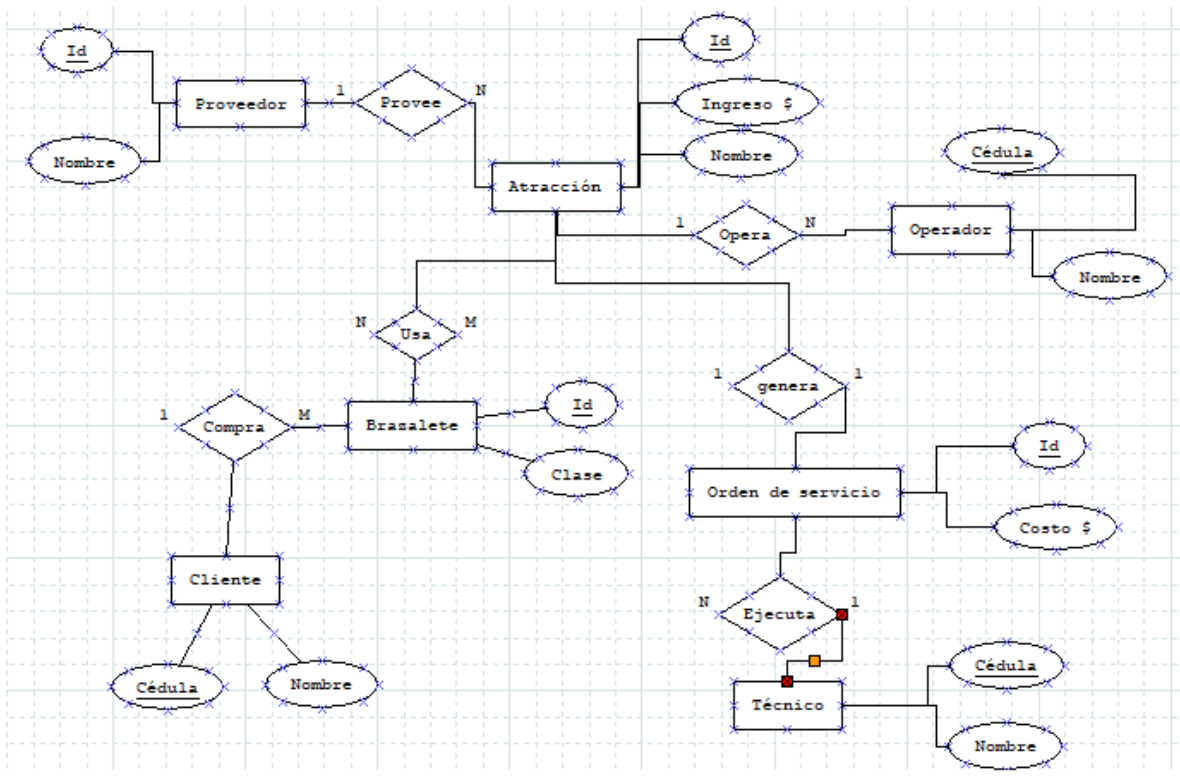 Id
Proveedor
1
Provee
N
Nombre
Id
Ingreso $
Nombre
Atracción
1
Opera
N
Cédula
Operador
Nombre
N
Usa
M
1
genera
1
1
Compra
M
Brasalete
Id
Clase
Orden de servicio
Id
Costo $
Cliente
Cédula
Nombre
N
Ejecuta
1
Técnico
Cédula
Nombre